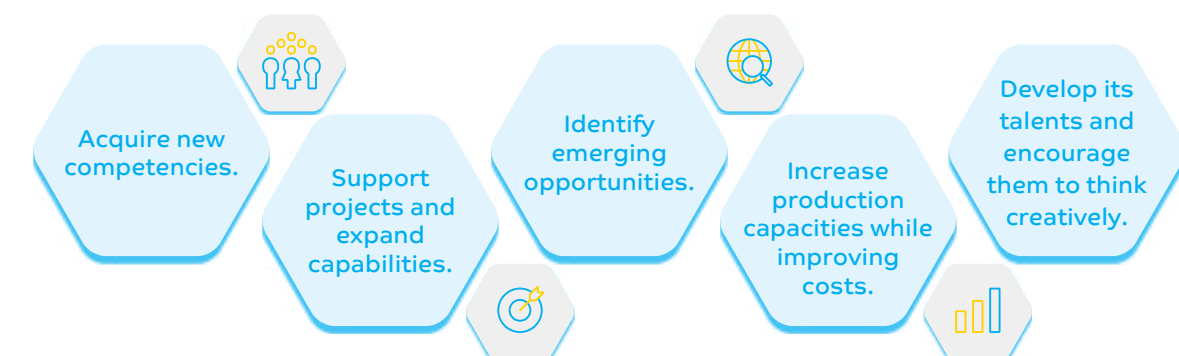 Acquire new
competencies.
Support
projects and
expand
capabilities.
Identify
emerging
opportunities.
Increase
production
capacities while
improving
costs.
Develop its
talents and
encourage
them to think
creatively.